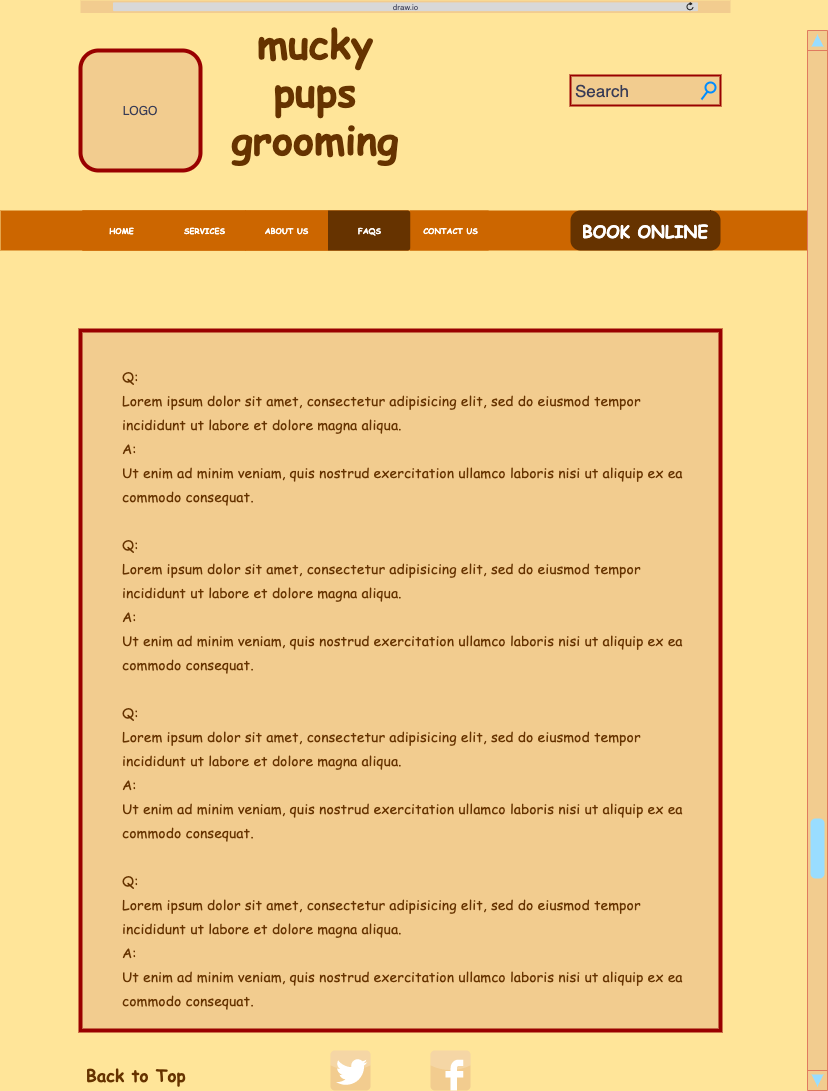 draw.io
mucky
pups
grooming
LOGO
Search
HOME
SERVICES
ABOUT US
FAQS
CONTACT US
BOOK ONLINE
Q:
Lorem ipsum dolor sit amet, consectetur adipisicing elit, sed do eiusmod tempor
incididunt ut labore et dolore magna aliqua.
A:
Ut enim ad minim veniam, quis nostrud exercitation ullamco laboris nisi ut aliquip ex ea
commodo consequat.
Q:
Lorem ipsum dolor sit amet, consectetur adipisicing elit, sed do eiusmod tempor
incididunt ut labore et dolore magna aliqua.
A:
Ut enim ad minim veniam, quis nostrud exercitation ullamco laboris nisi ut aliquip ex ea
commodo consequat.
Q:
Lorem ipsum dolor sit amet, consectetur adipisicing elit, sed do eiusmod tempor
incididunt ut labore et dolore magna aliqua.
A:
Ut enim ad minim veniam, quis nostrud exercitation ullamco laboris nisi ut aliquip ex ea
commodo consequat.
Q:
Lorem ipsum dolor sit amet, consectetur adipisicing elit, sed do eiusmod tempor
incididunt ut labore et dolore magna aliqua.
A:
Ut enim ad minim veniam, quis nostrud exercitation ullamco laboris nisi ut aliquip ex ea
commodo consequat.
Back to Top